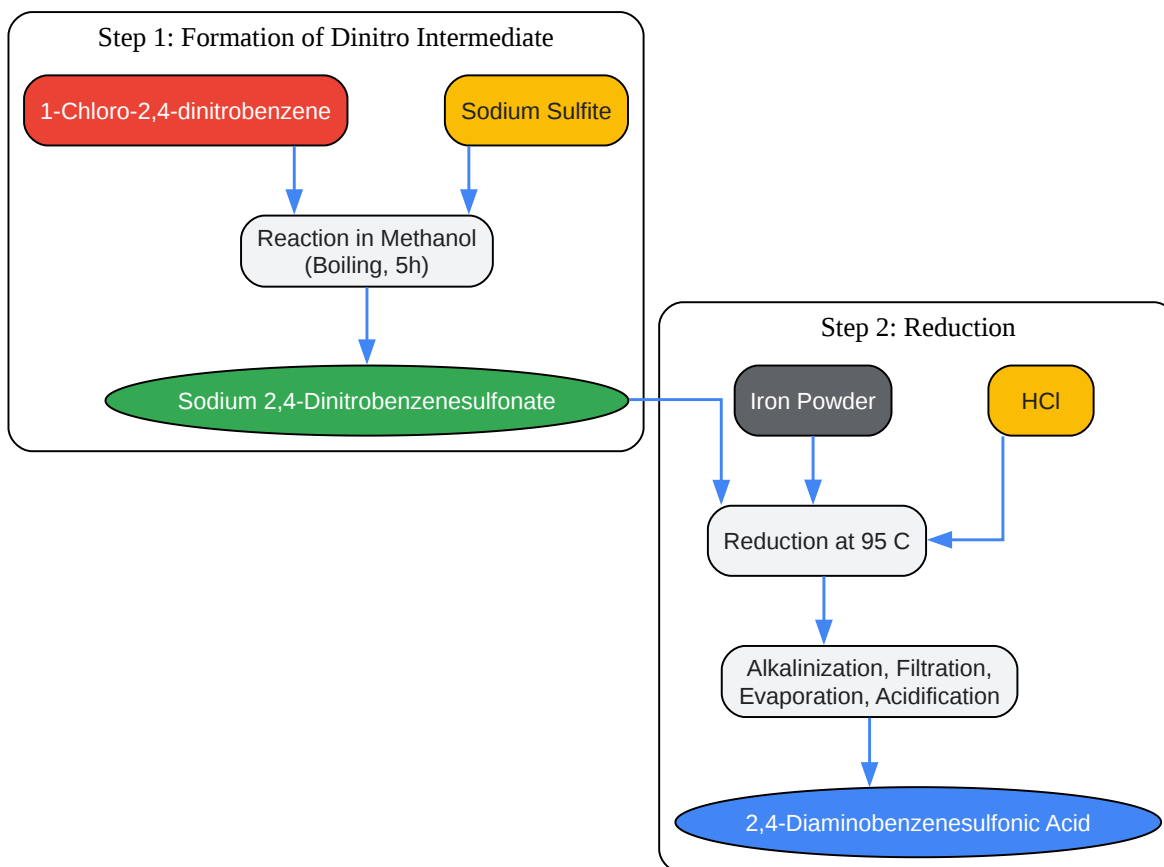 Step 1: Formation of Dinitro Intermediate
1-Chloro-2,4-dinitrobenzene
Sodium Sulfite
Reaction in Methanol
(Boiling, 5h)
Sodium 2,4-Dinitrobenzenesulfonate
Step 2: Reduction
Iron Powder
HCl
Reduction at 95 C
Alkalinization, Filtration,
Evaporation, Acidification
2,4-Diaminobenzenesulfonic Acid